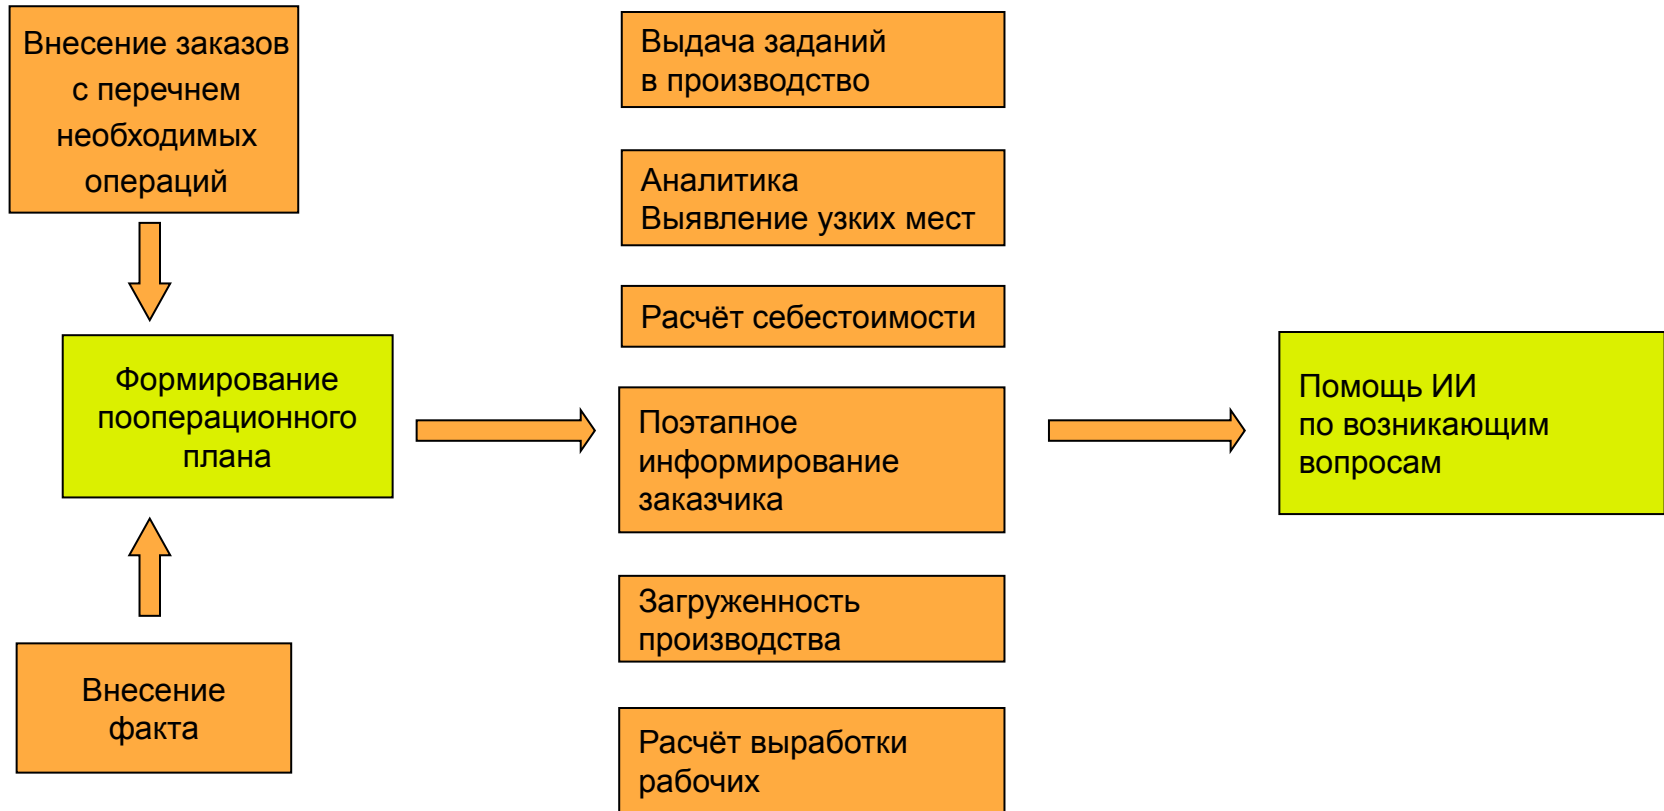 Внесение заказов
с перечнем
необходимых
операций
Формирование
пооперационного
плана
Внесение
факта
Выдача заданий
в производство
Аналитика
Выявление узких мест
Расчёт себестоимости
Поэтапное
информирование
заказчика
Загруженность
производства
Расчёт выработки
рабочих
Помощь ИИ
по возникающим
вопросам